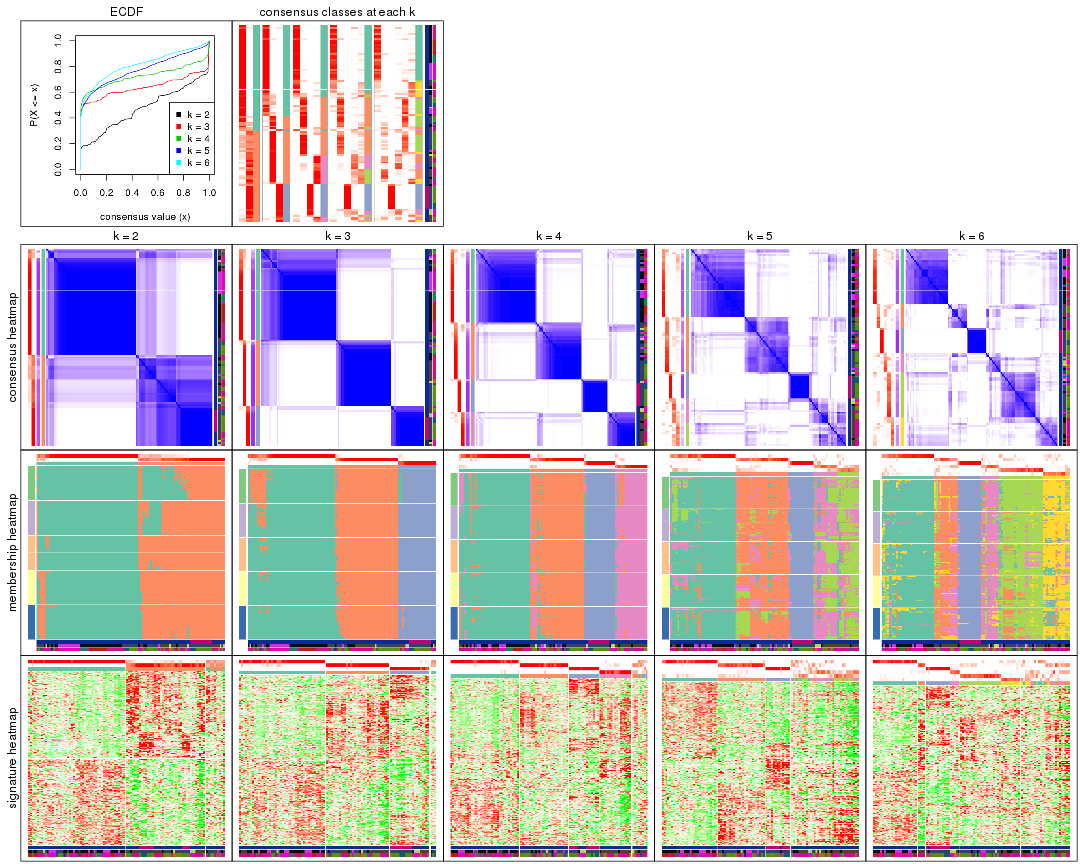 ECDF
consensus classes at each k
P(X <= x)
0.0 0.2 0.4 0.6 0.8 1.0
k = 2
k = 3
k = 4
k = 5
k = 6
0.0 0.2 0.4 0.6 0.8 1.0
consensus value (x)
k = 2
k = 3
k = 4
k = 5
k = 6
consensus heatmap
membership heatmap
signature heatmap